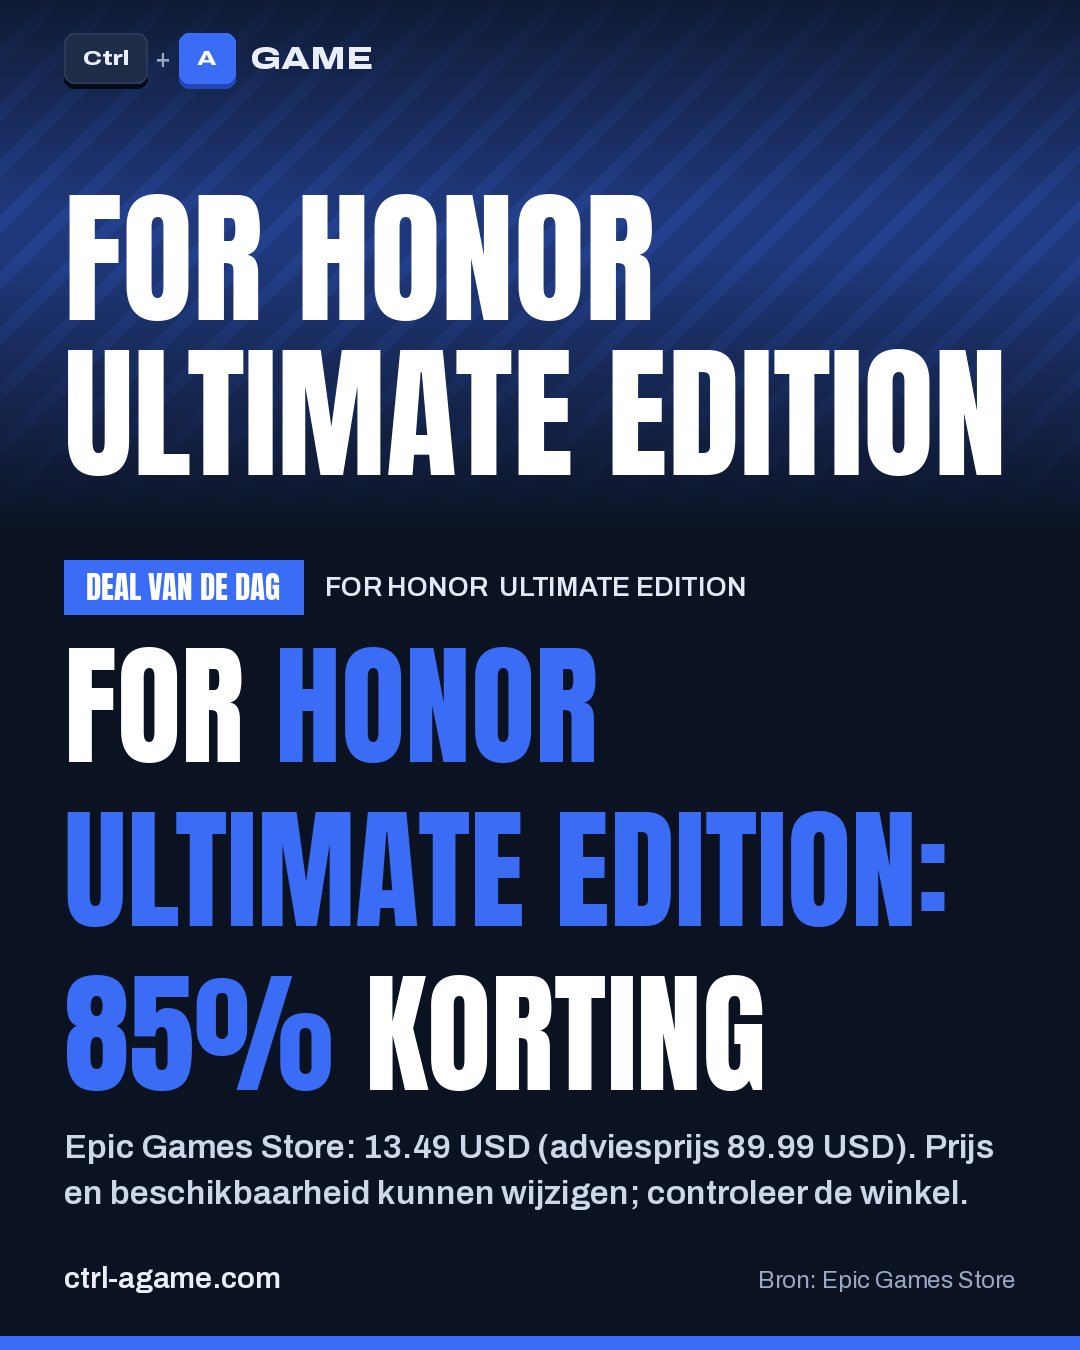 Ctrl + A GAME
FOR HONOR
ULTIMATE EDITION
DEAL VAN DE DAG FOR HONOR ULTIMATE EDITION
FOR HONOR
ULTIMATE EDITION:
85% KORTING
Epic Games Store: 13.49 USD (adviesprijs 89.99 USD). Prijs
en beschikbaarheid kunnen wijzigen; controleer de winkel.
ctrl-agame.com Bron: Epic Games Store